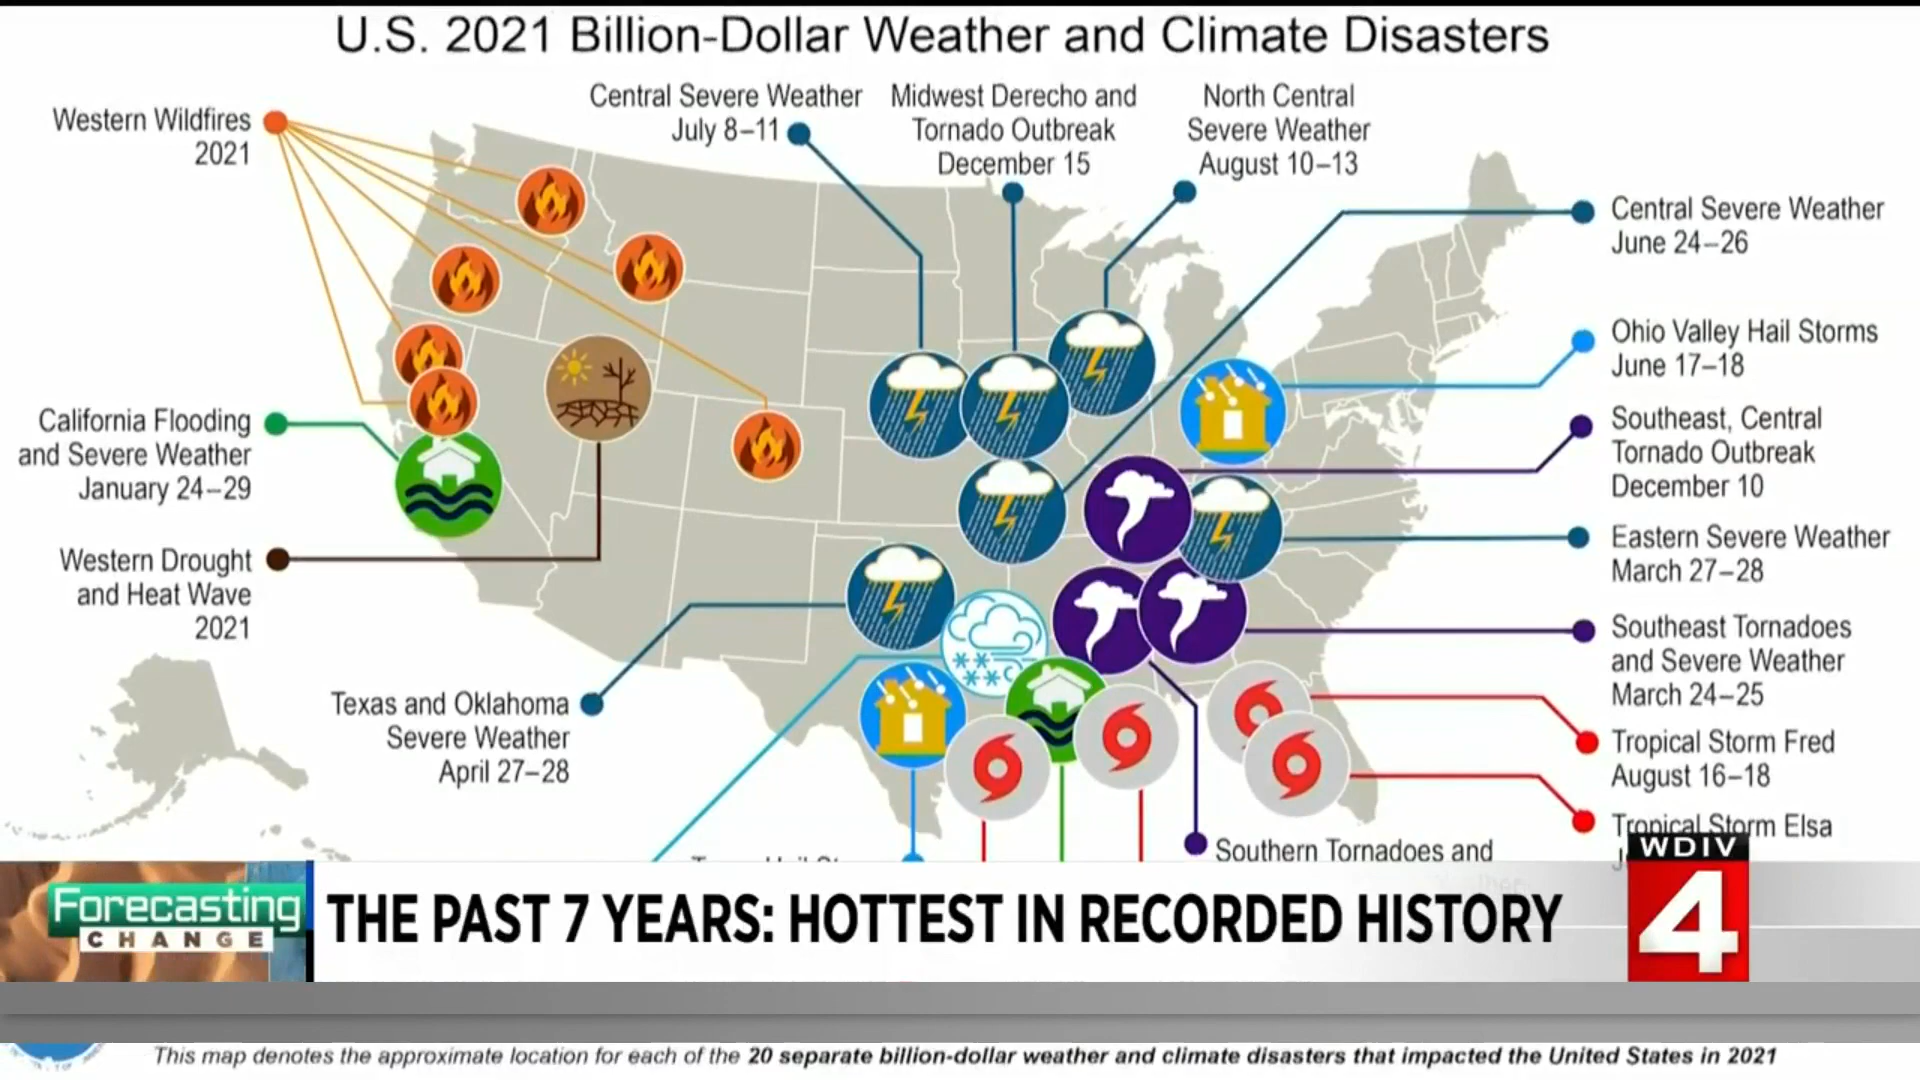 U.S. 2021 Billion-Dollar Weather and Climate Disasters
Western Wildfires
2021
Central Severe Weather
July 8–11
Midwest Derecho and
Tornado Outbreak
December 15
North Central
Severe Weather
August 10–13
Central Severe Weather
June 24–26
Ohio Valley Hail Storms
June 17–18
California Flooding
and Severe Weather
January 24–29
Southeast, Central
Tornado Outbreak
December 10
Western Drought
and Heat Wave
2021
Eastern Severe Weather
March 27–28
Southeast Tornadoes
and Severe Weather
March 24–25
Texas and Oklahoma
Severe Weather
April 27–28
Tropical Storm Fred
August 16–18
Tropical Storm Elsa
Southern Tornadoes and
Forecasting
CHANGE
THE PAST 7 YEARS: HOTTEST IN RECORDED HISTORY
WDIV
4
This map denotes the approximate location for each of the 20 separate billion-dollar weather and climate disasters that impacted the United States in 2021